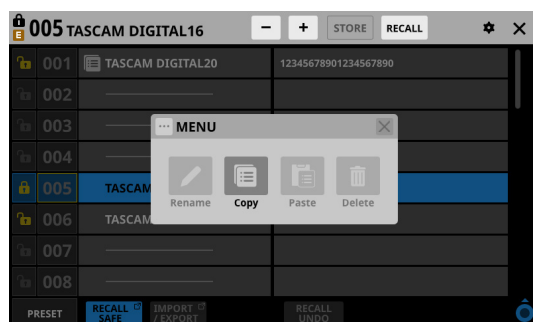 E 005 TASCAM DIGITAL16 - + STORE RECALL
001 TASCAM DIGITAL20 12345678901234567890
002
003
004
MENU
Rename Copy Paste Delete
005 TASCAM
006 TASCAM
007
008
PRESET RECALL SAFE IMPORT / EXPORT RECALL UNDO